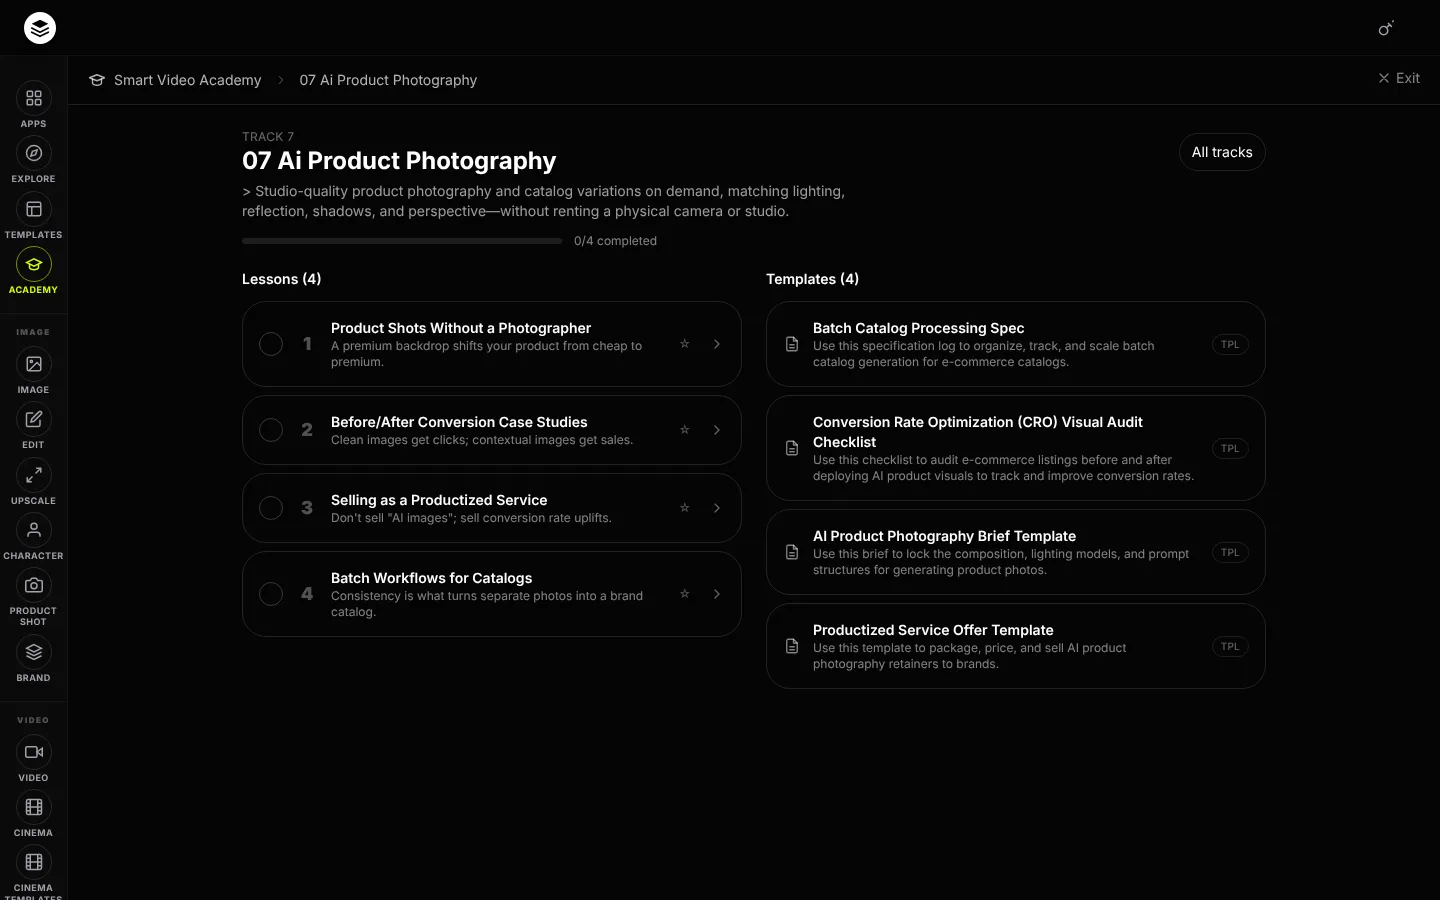 Smart Video Academy
07 Ai Product Photography
Exit
APPS
EXPLORE
TEMPLATES
ACADEMY
IMAGE
IMAGE
EDIT
UPSCALE
CHARACTER
PRODUCT
SHOT
BRAND
VIDEO
VIDEO
CINEMA
CINEMA
TEMPLATES
TRACK 7
07 Ai Product Photography
All tracks
> Studio-quality product photography and catalog variations on demand, matching lighting,
reflection, shadows, and perspective—without renting a physical camera or studio.
0/4 completed
Lessons (4)
1
Product Shots Without a Photographer
A premium backdrop shifts your product from cheap to
premium.
2
Before/After Conversion Case Studies
Clean images get clicks; contextual images get sales.
3
Selling as a Productized Service
Don't sell "AI images"; sell conversion rate uplifts.
4
Batch Workflows for Catalogs
Consistency is what turns separate photos into a brand
catalog.
Templates (4)
Batch Catalog Processing Spec
Use this specification log to organize, track, and scale batch
catalog generation for e-commerce catalogs.
TPL
Conversion Rate Optimization (CRO) Visual Audit
Checklist
Use this checklist to audit e-commerce listings before and after
deploying AI product visuals to track and improve conversion rates.
TPL
AI Product Photography Brief Template
Use this brief to lock the composition, lighting models, and prompt
structures for generating product photos.
TPL
Productized Service Offer Template
Use this template to package, price, and sell AI product
photography retainers to brands.
TPL